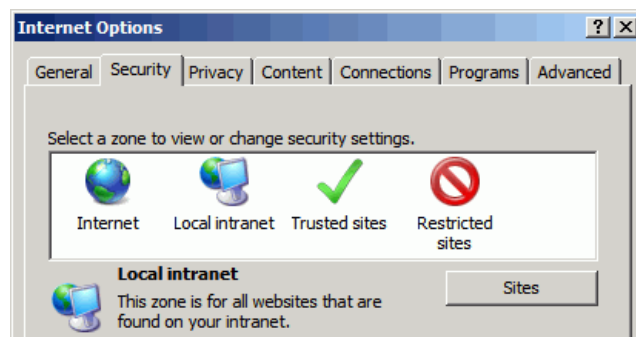 Internet Options ? X
General Security Privacy Content Connections Programs Advanced
Select a zone to view or change security settings.
Internet Local intranet Trusted sites Restricted
sites
Local intranet
Sites
This zone is for all websites that are
found on your intranet.